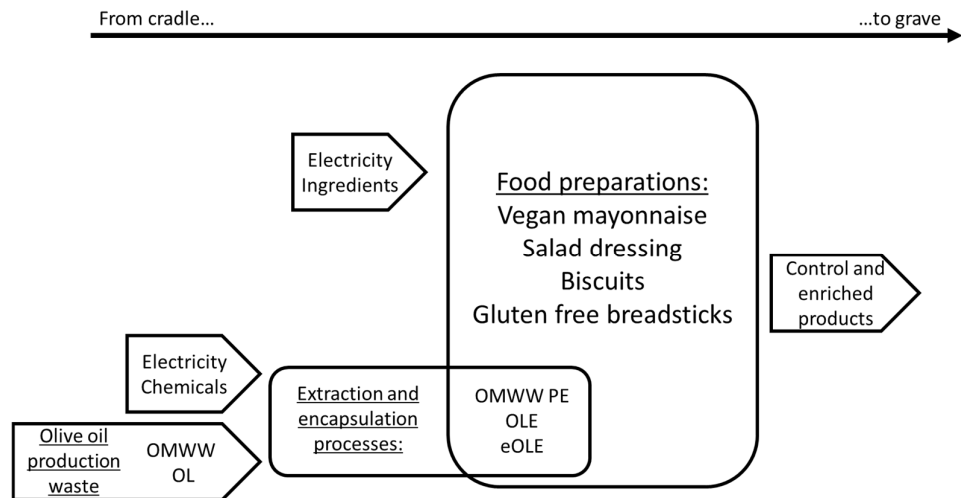 From cradle...
...to grave
Electricity
Ingredients
Food preparations:
Vegan mayonnaise
Salad dressing
Biscuits
Gluten free breadsticks
Control and
enriched
products
Electricity
Chemicals
Extraction and
encapsulation
processes:
OMWW PE
OLE
eOLE
Olive oil
production
waste
OMWW
OL